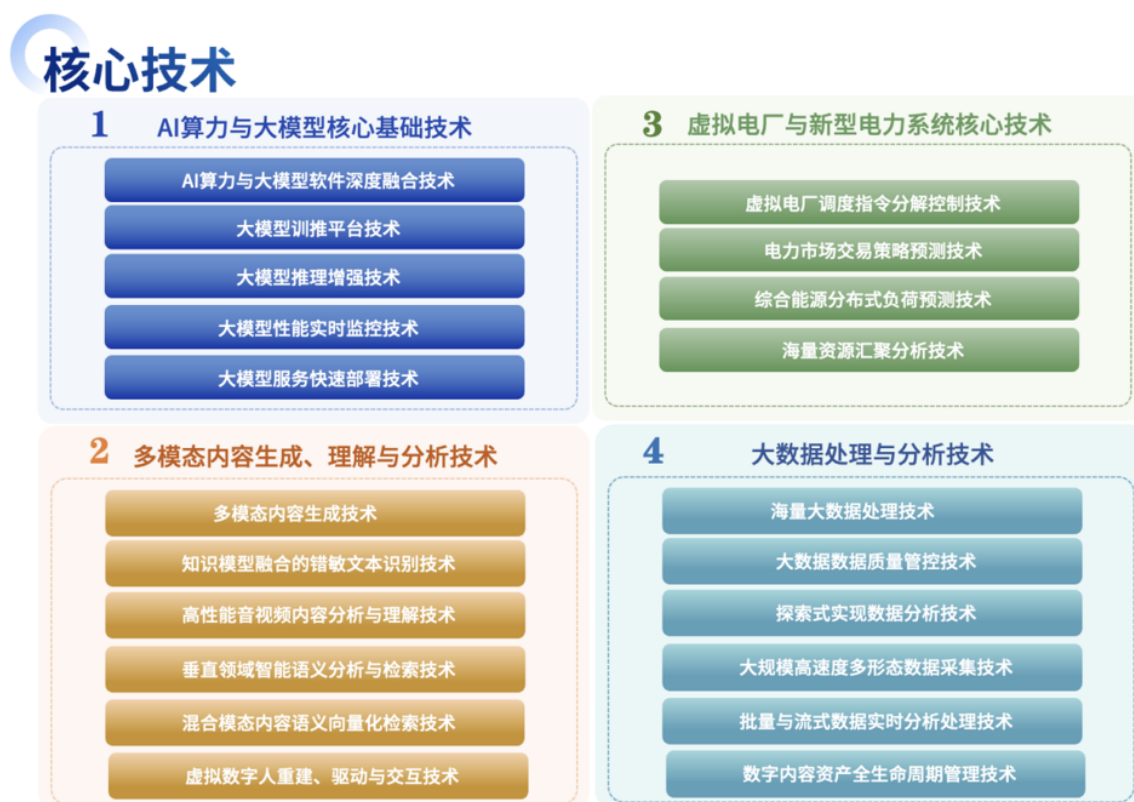 核心技术
1 AI算力与大模型核心基础技术
AI算力与大模型软件深度融合技术
大模型训推平台技术
大模型推理增强技术
大模型性能实时监控技术
大模型服务快速部署技术
2 多模态内容生成、理解与分析技术
多模态内容生成技术
知识模型融合的错敏文本识别技术
高性能音视频内容分析与理解技术
垂直领域智能语义分析与检索技术
混合模态内容语义向量化检索技术
虚拟数字人重建、驱动与交互技术
3 虚拟电厂与新型电力系统核心技术
虚拟电厂调度指令分解控制技术
电力市场交易策略预测技术
综合能源分布式负荷预测技术
海量资源汇聚分析技术
4 大数据处理与分析技术
海量大数据处理技术
大数据数据质量管控技术
探索式实现数据分析技术
大规模高速度多形态数据采集技术
批量与流式数据实时分析处理技术
数字内容资产全生命周期管理技术